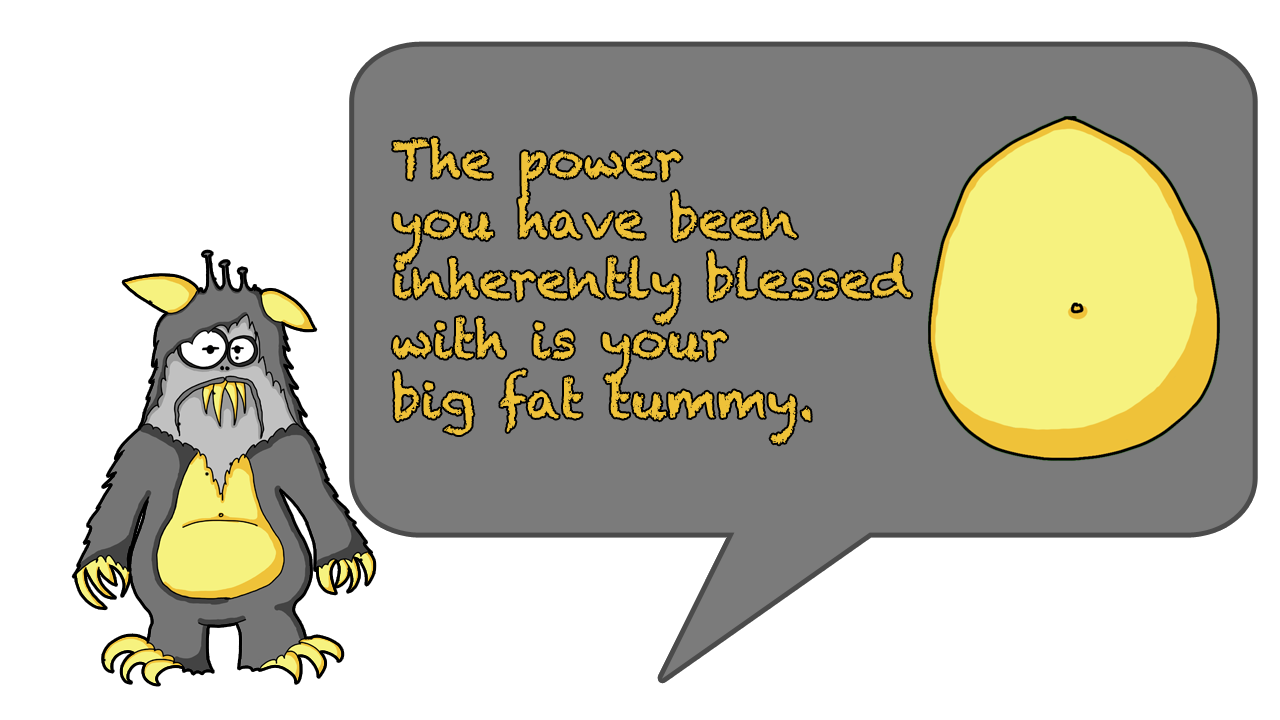 The power
you have been
inherently blessed
with is your
big fat tummy.